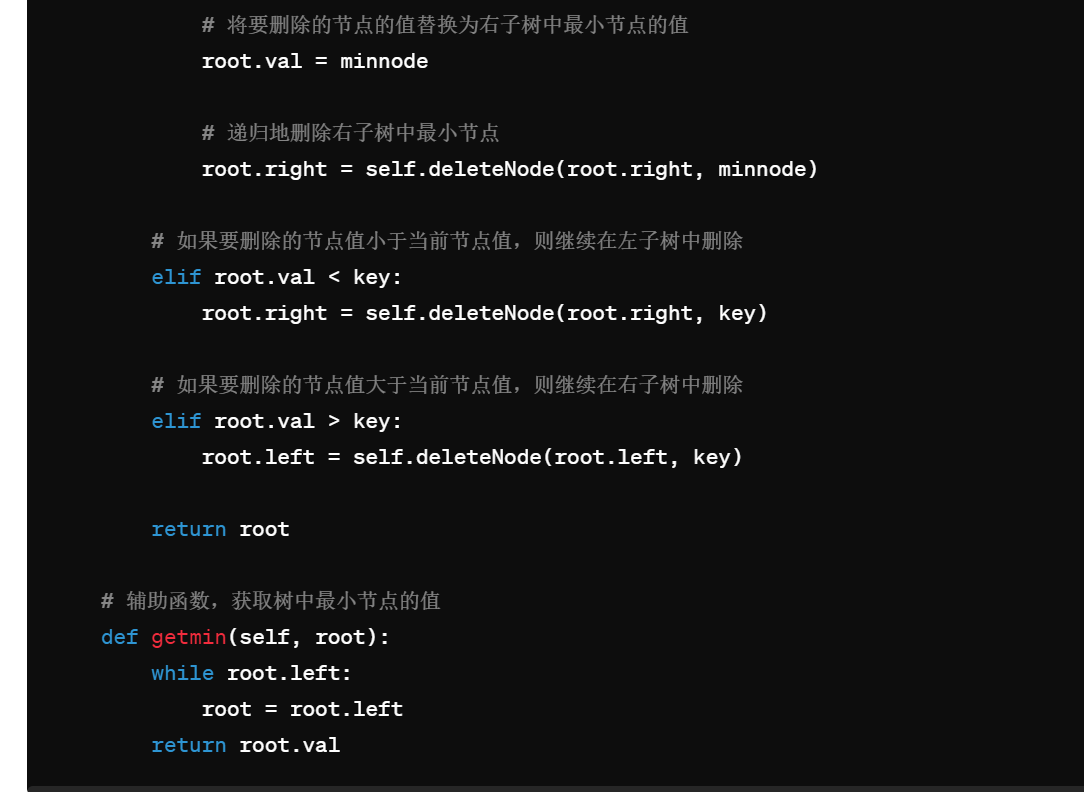 # 将要删除的节点的值替换为右子树中最小节点的值
root.val = minnode
# 递归地删除右子树中最小节点
root.right = self.deleteNode(root.right, minnode)
# 如果要删除的节点值小于当前节点值，则继续在左子树中删除
elif root.val < key:
root.right = self.deleteNode(root.right, key)
# 如果要删除的节点值大于当前节点值，则继续在右子树中删除
elif root.val > key:
root.left = self.deleteNode(root.left, key)
return root
# 辅助函数，获取树中最小节点的值
def getmin(self, root):
while root.left:
root = root.left
return root.val